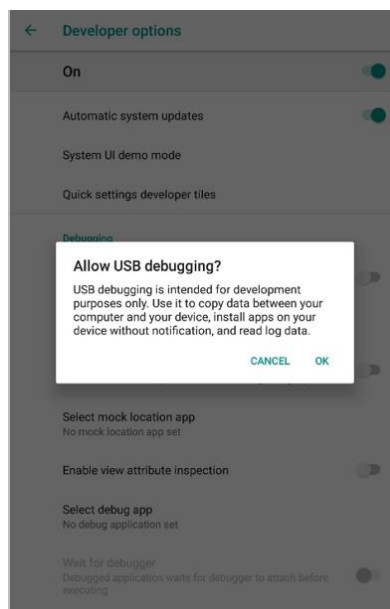 Developer options
On
Automatic system updates
System UI demo mode
Quick settings developer tiles
Debugging
Allow USB debugging?
USB debugging is intended for development
purposes only. Use it to copy data between your
computer and your device, install apps on your
device without notification, and read log data.
CANCEL OK
Select mock location app
No mock location app set
Enable view attribute inspection
Select debug app
No debug application set
Wait for debugger
Debugged application waits for debugger to attach before
executing